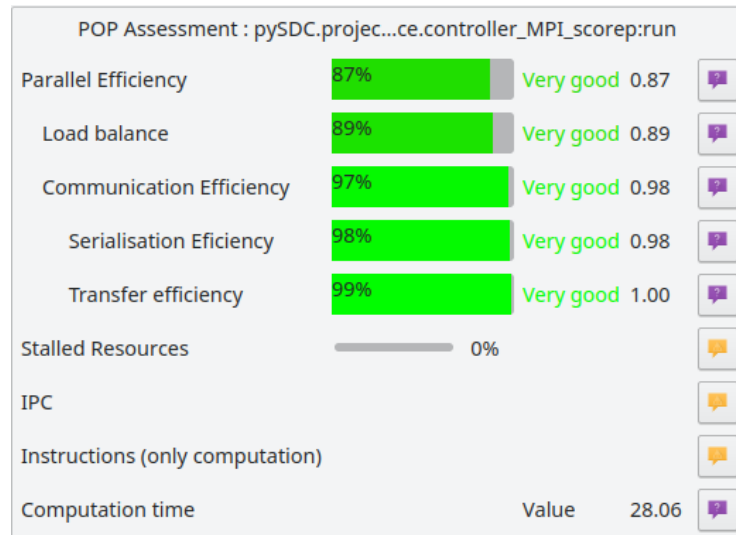 POP Assessment : pySDC.projec...ce.controller_MPI_scorep:run
Parallel Efficiency 87% Very good 0.87
Load balance 89% Very good 0.89
Communication Efficiency 97% Very good 0.98
Serialisation Eficiency 98% Very good 0.98
Transfer efficiency 99% Very good 1.00
Stalled Resources 0%
IPC
Instructions (only computation)
Computation time Value 28.06